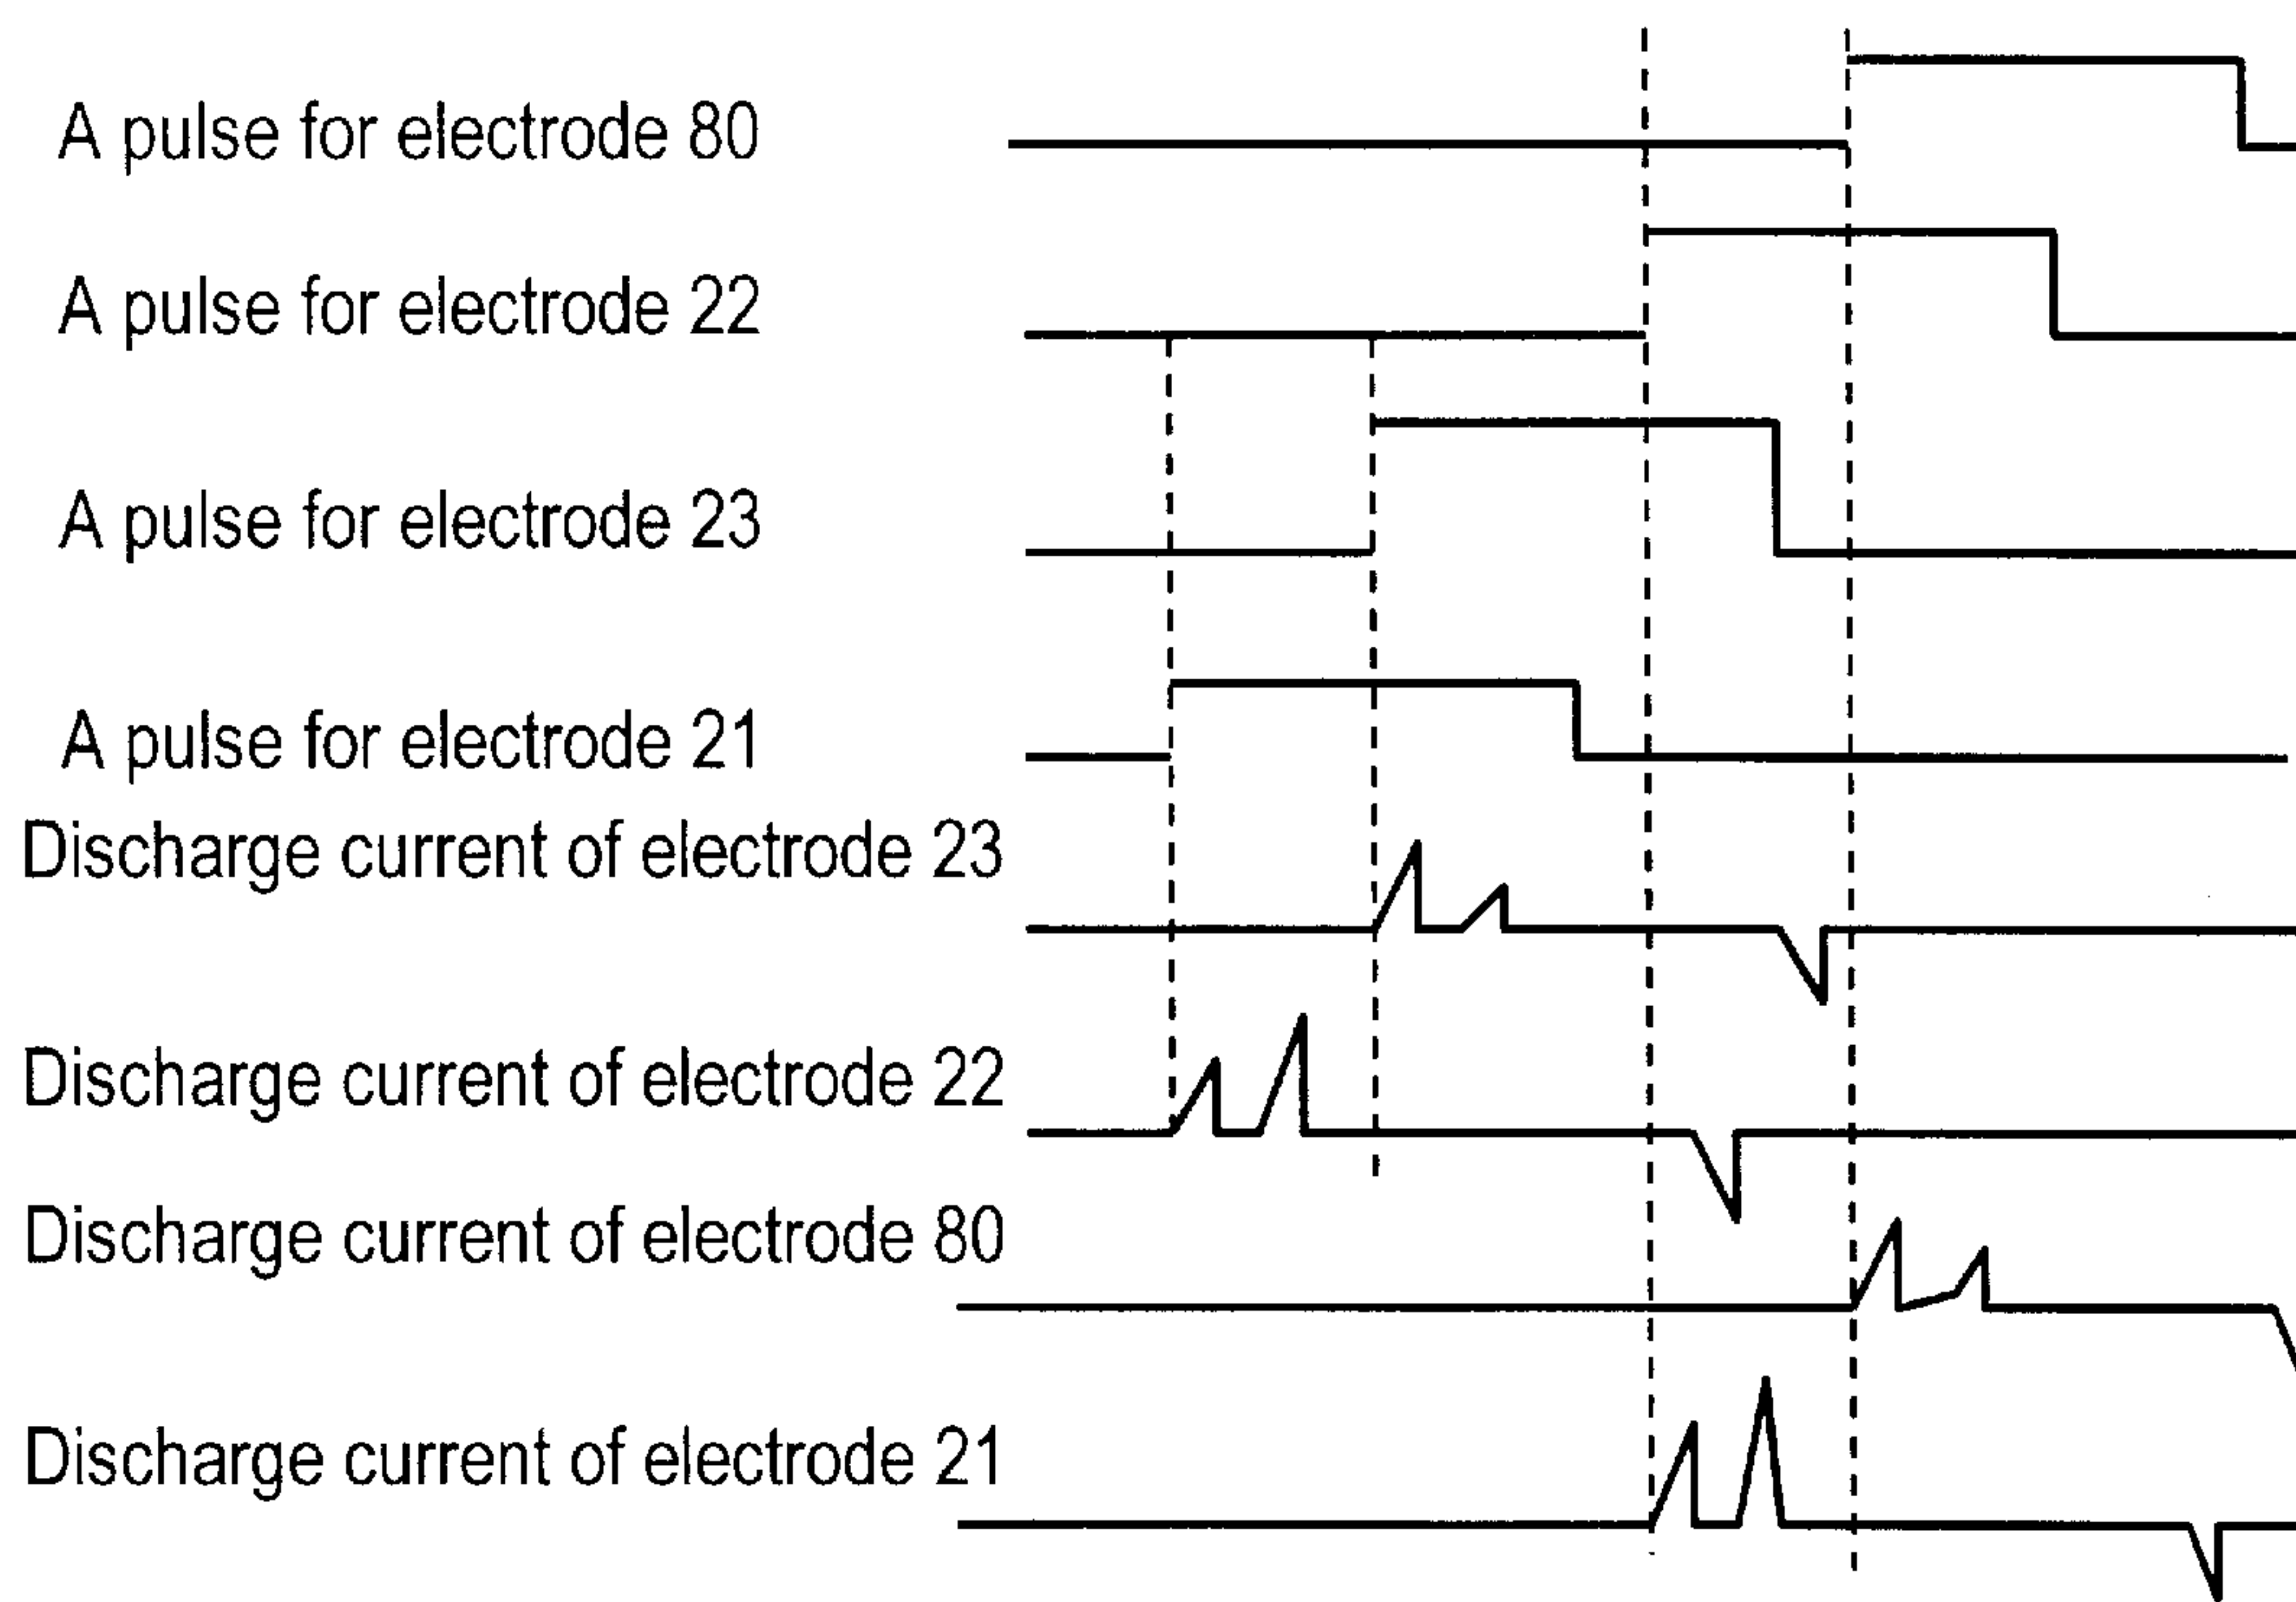 A pulse for electrode 80
A pulse for electrode 22
A pulse for electrode 23
A pulse for electrode 21
Discharge current of electrode 23
Discharge current of electrode 22
Discharge current of electrode 80
Discharge current of electrode 21